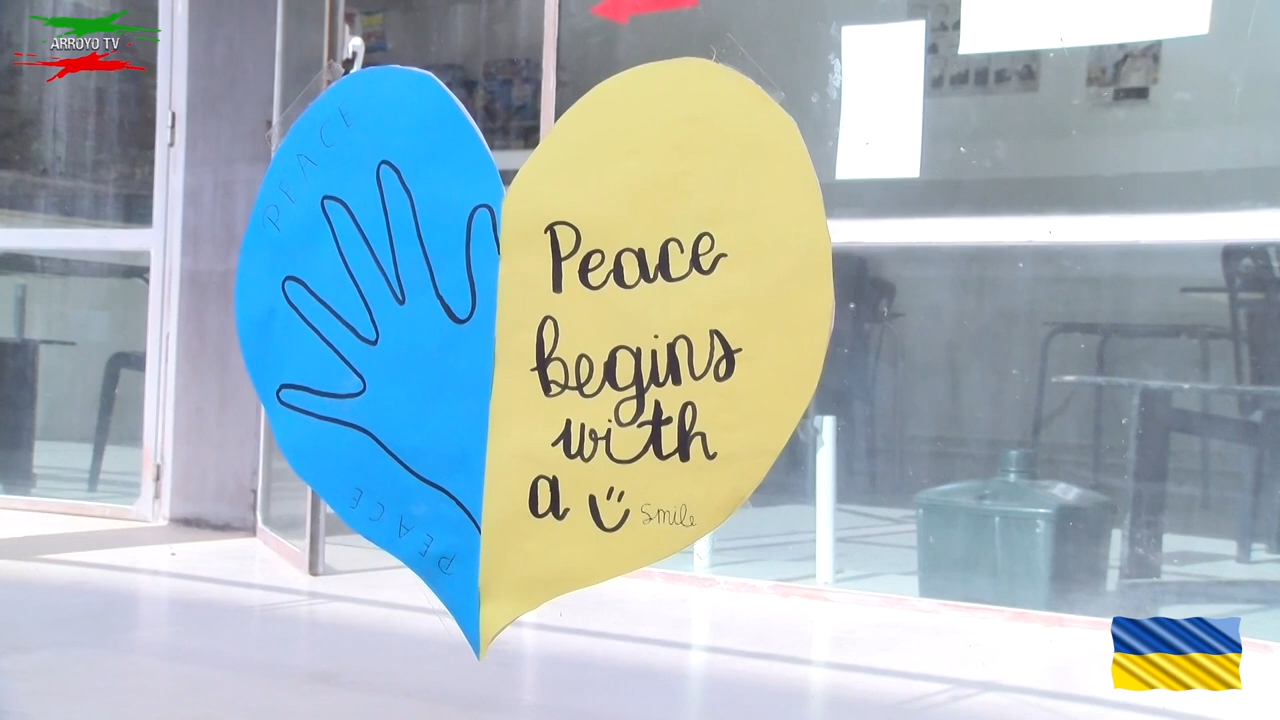 ARROYO TV
PEACE
Peace
begins
with
a
smile
PEACE